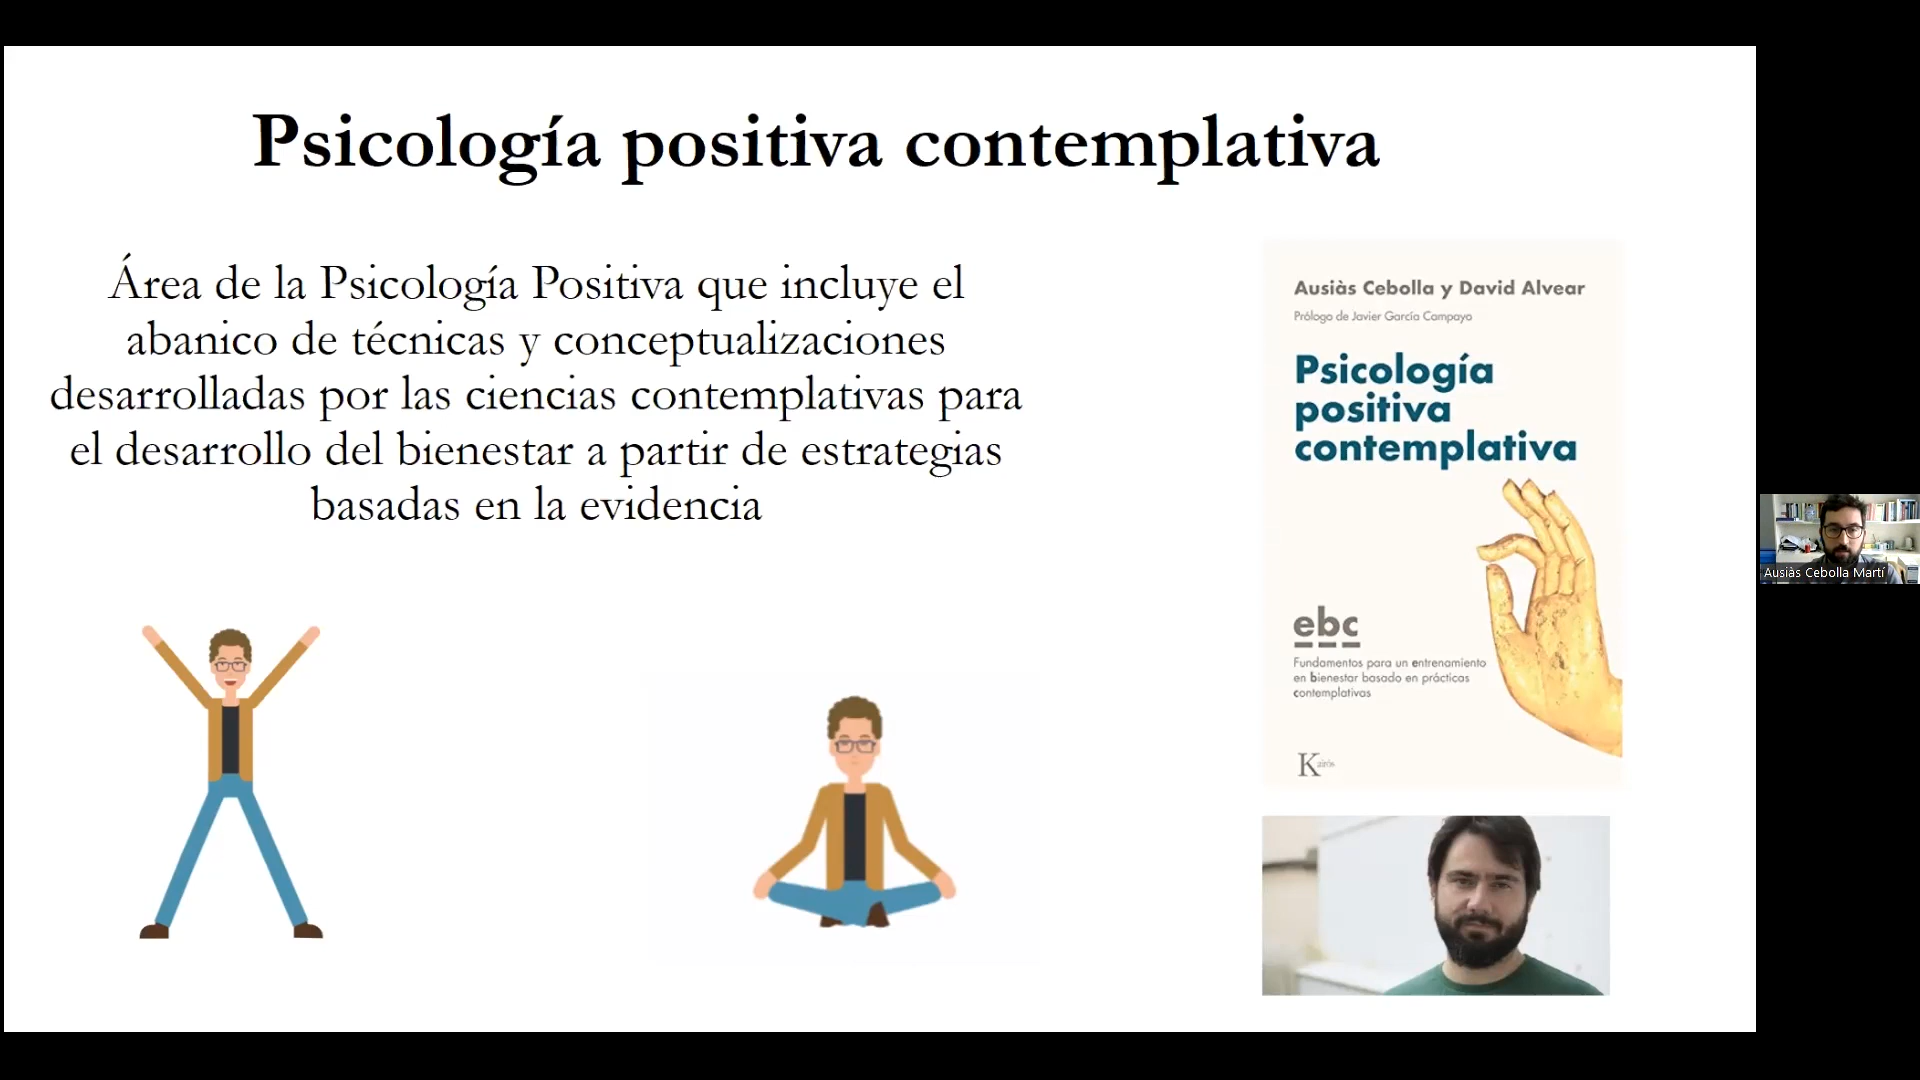 Psicología positiva contemplativa
Área de la Psicología Positiva que incluye el
abanico de técnicas y conceptualizaciones
desarrolladas por las ciencias contemplativas para
el desarrollo del bienestar a partir de estrategias
basadas en la evidencia
Ausiàs Cebolla y David Alvear
Prólogo de Javier García Campayo
Psicología
positiva
contemplativa
ebc
Fundamentos para un entrenamiento
en bienestar basado en prácticas
contemplativas
Kairós
Ausiàs Cebolla Martí